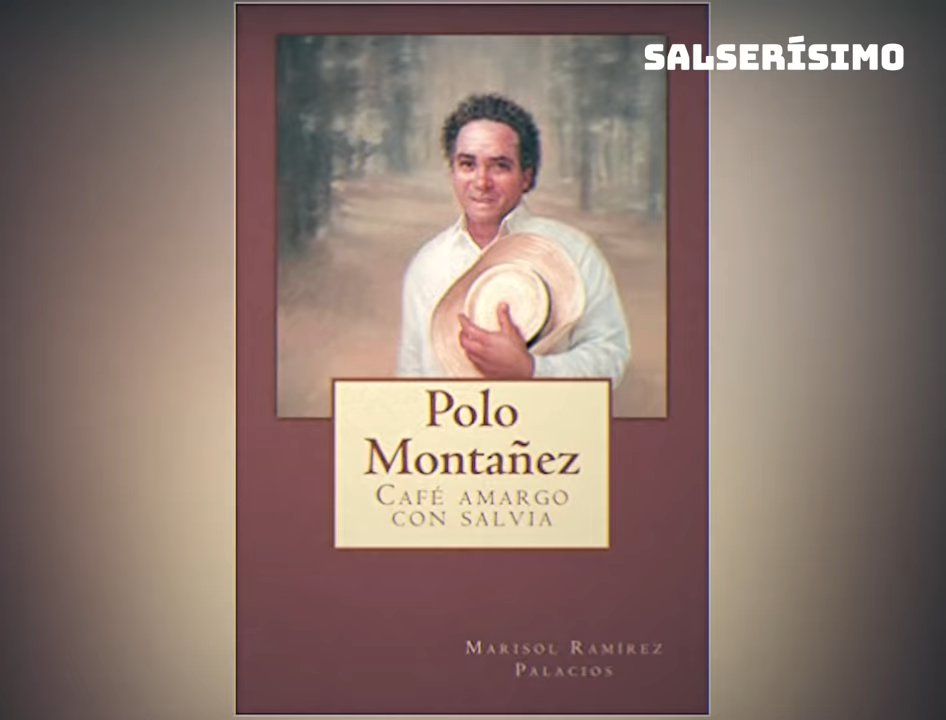 SALSERÍSIMO
Polo
Montañez
Café amargo
con salvia
Marisol Ramírez
Palacios